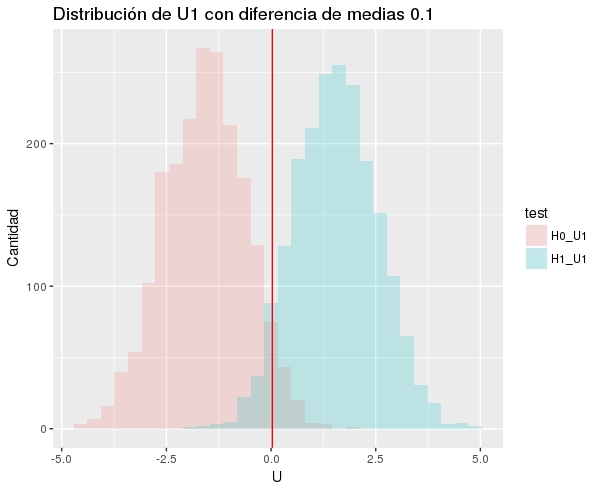 Distribución de U1 con diferencia de medias 0.1
Cantidad
200
100
0
-5.0
-2.5
0.0
2.5
5.0
U
test
H0_U1
H1_U1